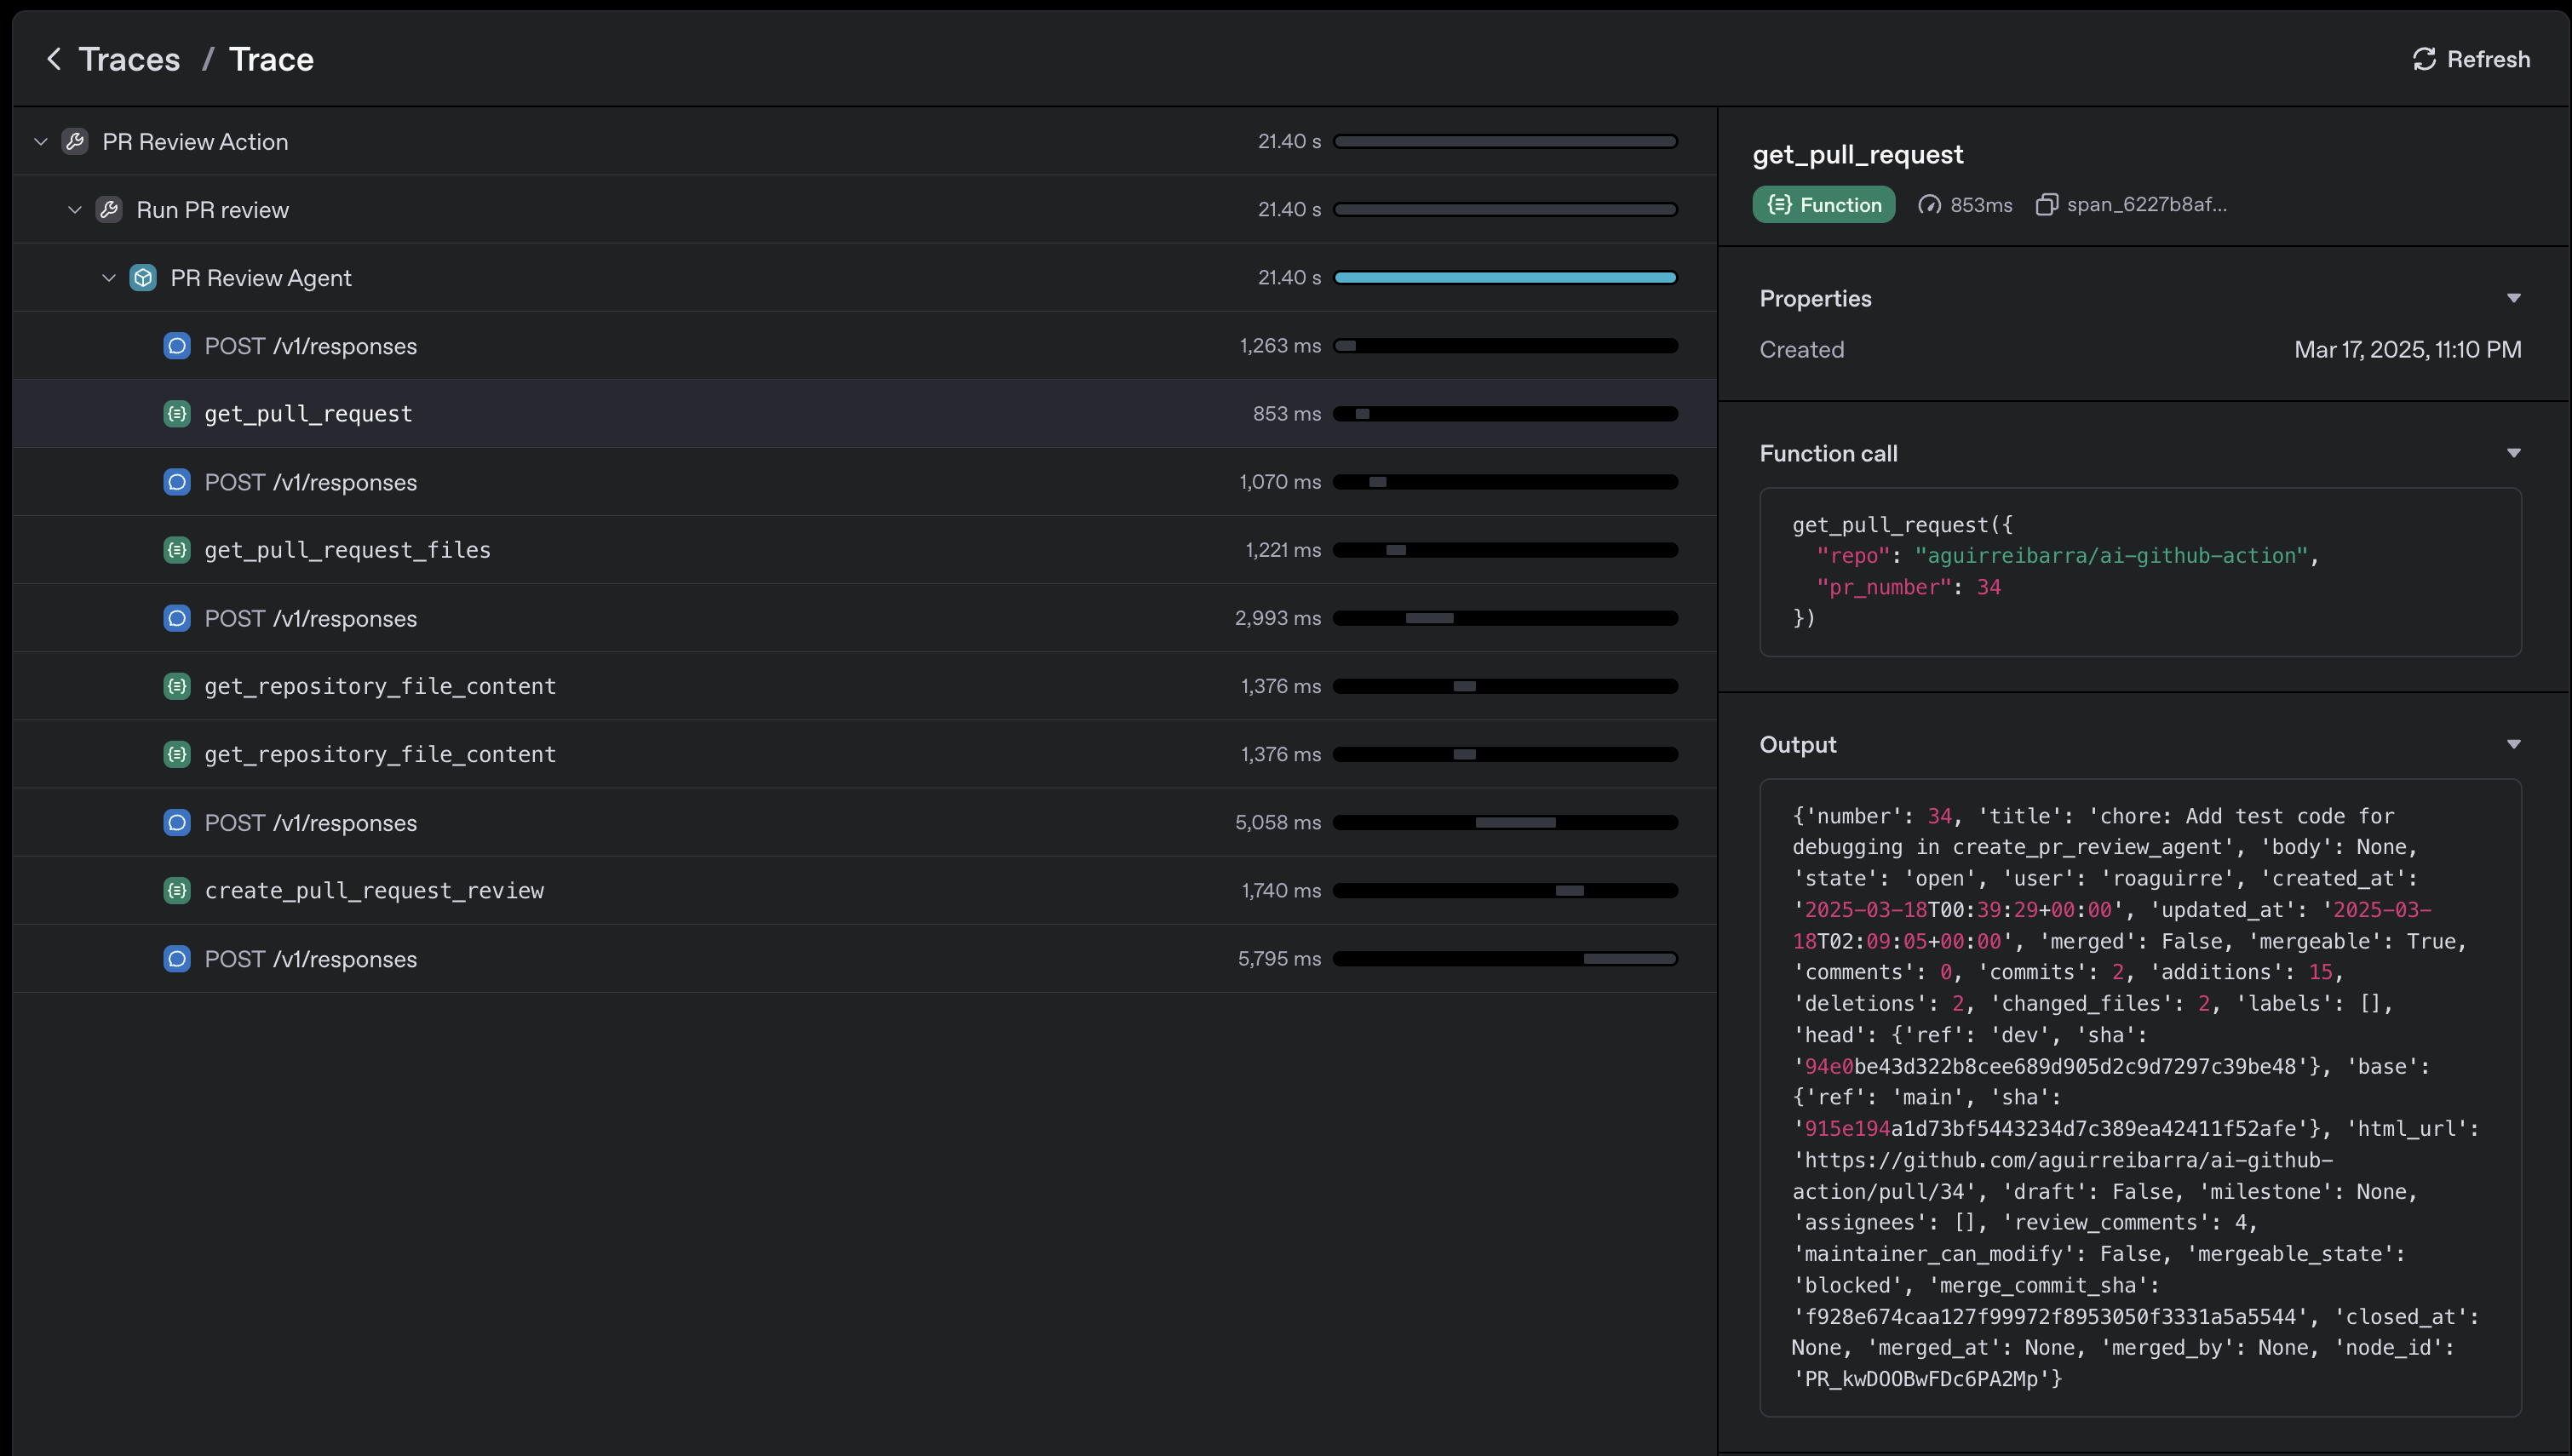 Traces / Trace
Refresh
PR Review Action 21.40 s
Run PR review 21.40 s
PR Review Agent 21.40 s
POST /v1/responses 1,263 ms
get_pull_request 853 ms
POST /v1/responses 1,070 ms
get_pull_request_files 1,221 ms
POST /v1/responses 2,993 ms
get_repository_file_content 1,376 ms
get_repository_file_content 1,376 ms
POST /v1/responses 5,058 ms
create_pull_request_review 1,740 ms
POST /v1/responses 5,795 ms
get_pull_request
Function 853ms span_6227b8af...
Properties
Created Mar 17, 2025, 11:10 PM
Function call
get_pull_request({
"repo": "aguirreibarra/ai-github-action",
"pr_number": 34
})
Output
{'number': 34, 'title': 'chore: Add test code for
debugging in create_pr_review_agent', 'body': None,
'state': 'open', 'user': 'roaguirre', 'created_at':
'2025-03-18T00:39:29+00:00', 'updated_at': '2025-03-
18T02:09:05+00:00', 'merged': False, 'mergeable': True,
'comments': 0, 'commits': 2, 'additions': 15,
'deletions': 2, 'changed_files': 2, 'labels': [],
'head': {'ref': 'dev', 'sha':
'94e0be43d322b8cee689d905d2c9d7297c39be48'}, 'base':
{'ref': 'main', 'sha':
'915e194a1d73bf5443234d7c389ea42411f52afe'}, 'html_url':
'https://github.com/aguirreibarra/ai-github-
action/pull/34', 'draft': False, 'milestone': None,
'assignees': [], 'review_comments': 4,
'maintainer_can_modify': False, 'mergeable_state':
'blocked', 'merge_commit_sha':
'f928e674caa127f99972f8953050f3331a5a5544', 'closed_at':
None, 'merged_at': None, 'merged_by': None, 'node_id':
'PR_kwDOOBwFDc6PA2Mp'}